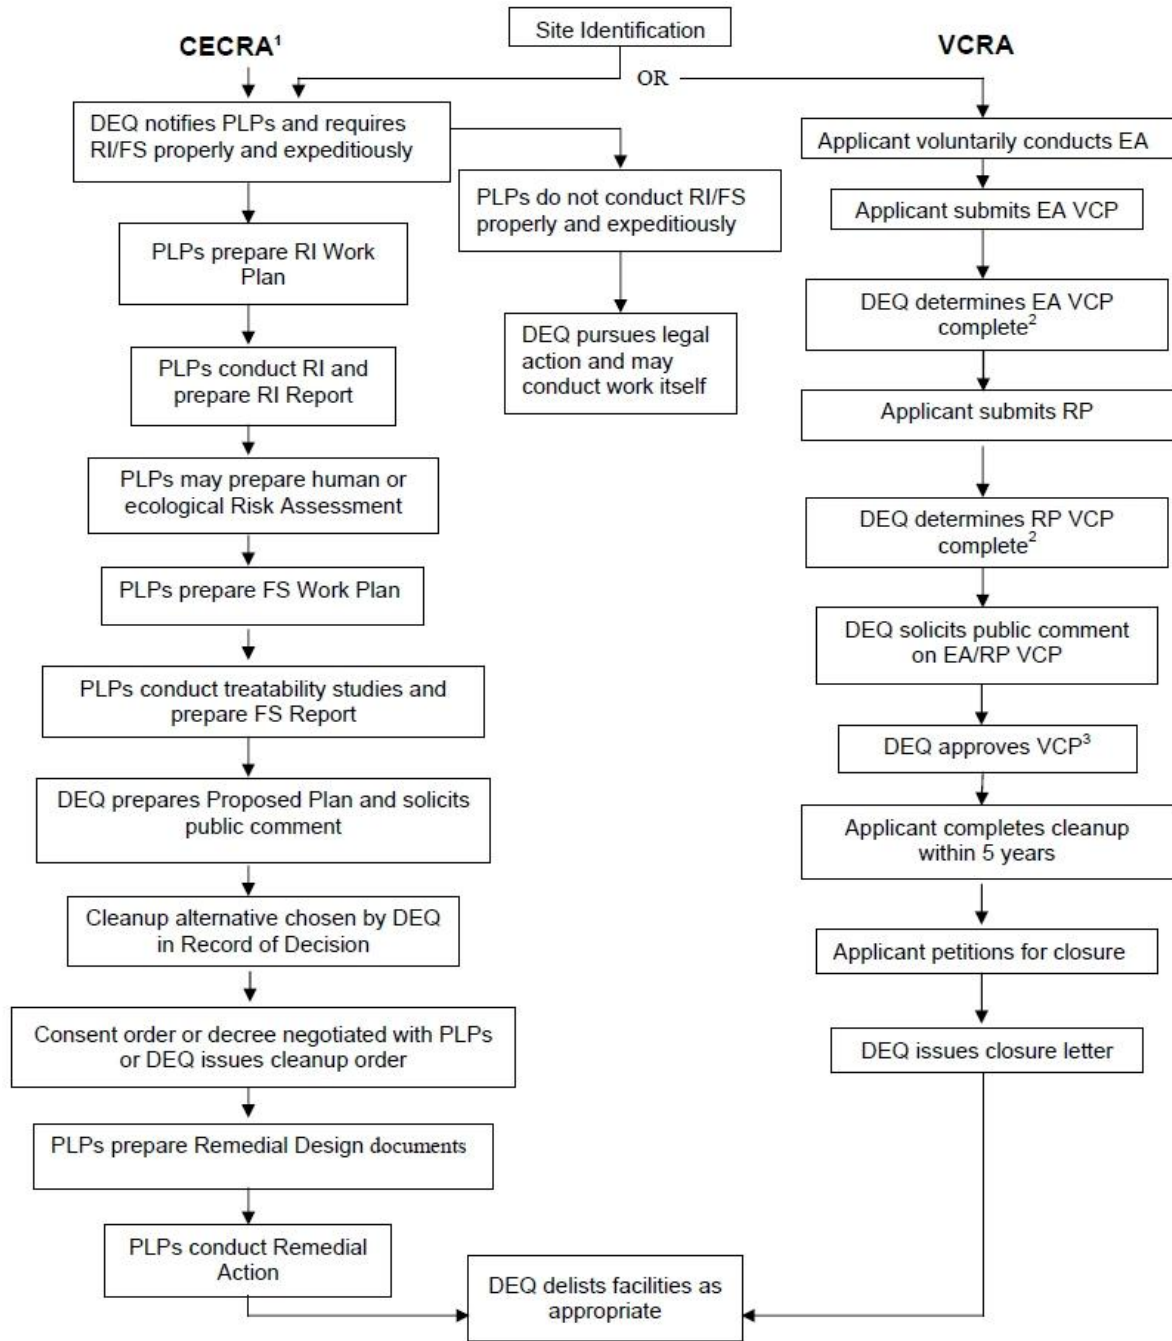 Site Identification
CECRA¹
VCRA
OR
DEQ notifies PLPs and requires
RI/FS properly and expeditiously
PLPs do not conduct RI/FS
properly and expeditiously
DEQ pursues legal
action and may
conduct work itself
PLPs prepare RI Work
Plan
PLPs conduct RI and
prepare RI Report
PLPs may prepare human or
ecological Risk Assessment
PLPs prepare FS Work Plan
PLPs conduct treatability studies and
prepare FS Report
DEQ prepares Proposed Plan and solicits
public comment
Cleanup alternative chosen by DEQ
in Record of Decision
Consent order or decree negotiated with PLPs
or DEQ issues cleanup order
PLPs prepare Remedial Design documents
PLPs conduct Remedial
Action
Applicant voluntarily conducts EA
Applicant submits EA VCP
DEQ determines EA VCP
complete²
Applicant submits RP
DEQ determines RP VCP
complete²
DEQ solicits public comment
on EA/RP VCP
DEQ approves VCP³
Applicant completes cleanup
within 5 years
Applicant petitions for closure
DEQ issues closure letter
DEQ delists facilities as
appropriate